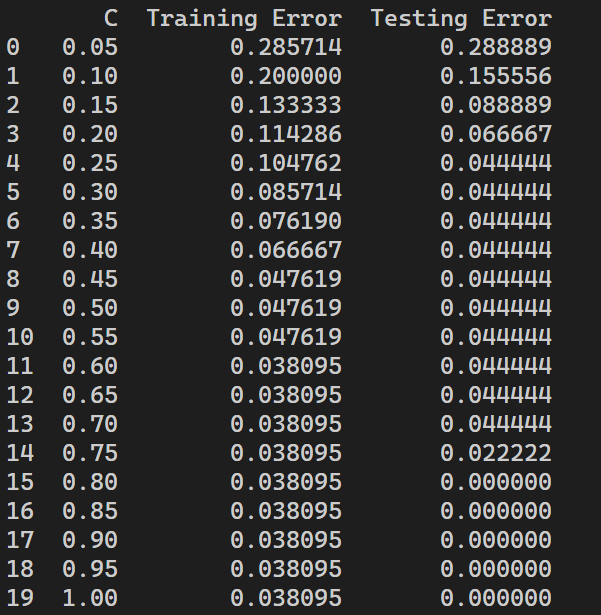 C Training Error Testing Error
0 0.05 0.285714 0.288889
1 0.10 0.200000 0.155556
2 0.15 0.133333 0.088889
3 0.20 0.114286 0.066667
4 0.25 0.104762 0.044444
5 0.30 0.085714 0.044444
6 0.35 0.076190 0.044444
7 0.40 0.066667 0.044444
8 0.45 0.047619 0.044444
9 0.50 0.047619 0.044444
10 0.55 0.047619 0.044444
11 0.60 0.038095 0.044444
12 0.65 0.038095 0.044444
13 0.70 0.038095 0.044444
14 0.75 0.038095 0.022222
15 0.80 0.038095 0.000000
16 0.85 0.038095 0.000000
17 0.90 0.038095 0.000000
18 0.95 0.038095 0.000000
19 1.00 0.038095 0.000000